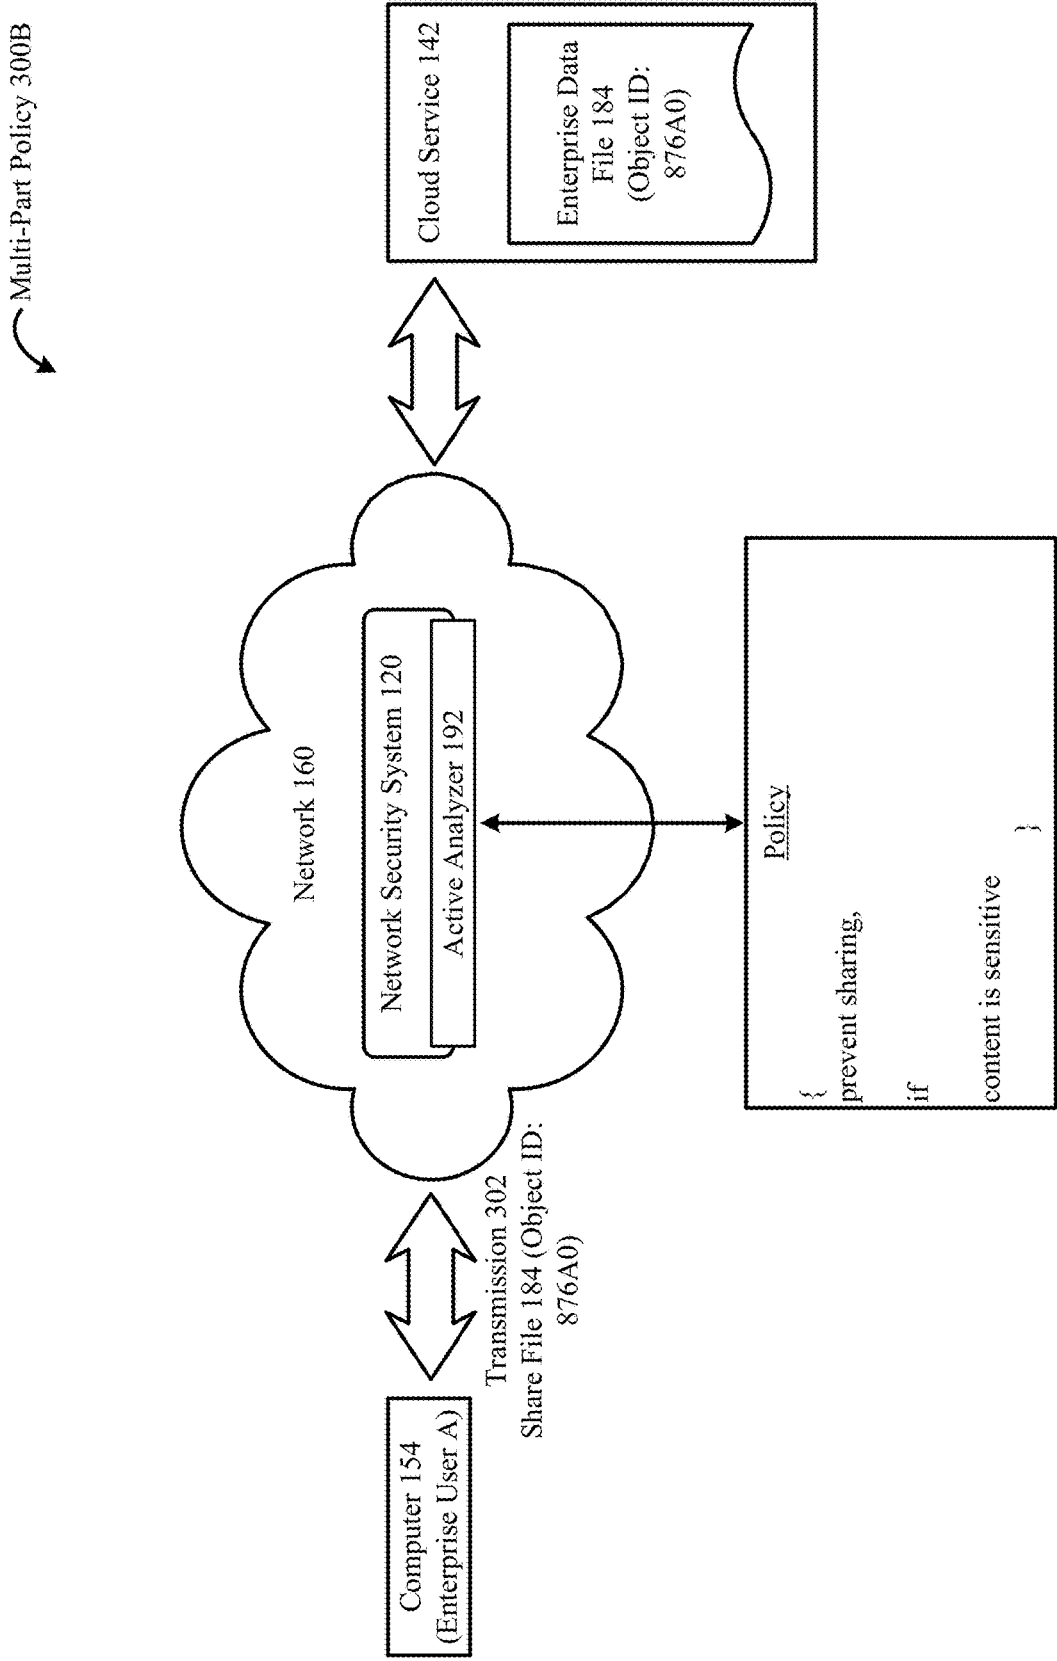 Multi-Part Policy 300B
Computer 154
(Enterprise User A)
Transmission 302
Share File 184 (Object ID:
876A0)
Network 160
Network Security System 120
Active Analyzer 192
Cloud Service 142
Enterprise Data
File 184
(Object ID:
876A0)
Policy
{
prevent sharing,
if
content is sensitive
}